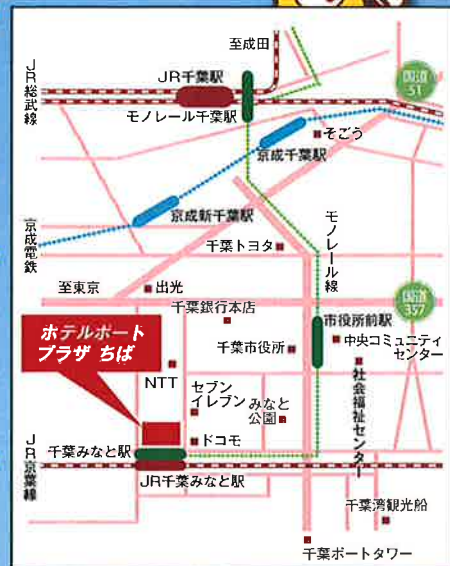 至成田
JR総武線
JR千葉駅
国道
51
モノレール千葉駅
そごう
京成千葉駅
京成電鉄
京成新千葉駅
モノレール線
千葉トヨタ
至東京
出光
国道
357
千葉銀行本店
市役所前駅
ホテルポート
プラザ ちば
千葉市役所
中央コミュニティ
センター
NTT
セブン
イレブン
みなと
公園
社会福祉センター
ドコモ
千葉みなと駅
JR京葉線
JR千葉みなと駅
千葉湾観光船
千葉ポートタワー